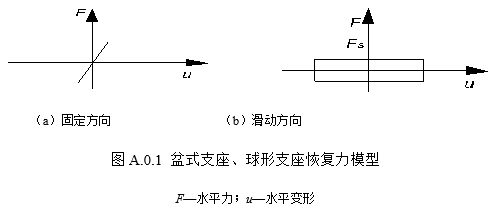 F
u
F
Fs
u
（a）固定方向
（b）滑动方向
图 A.0.1 盆式支座、球形支座恢复力模型
F—水平力；u—水平变形